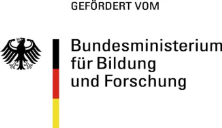 GEFÖRDERT VOM
Bundesministerium
für Bildung
und Forschung